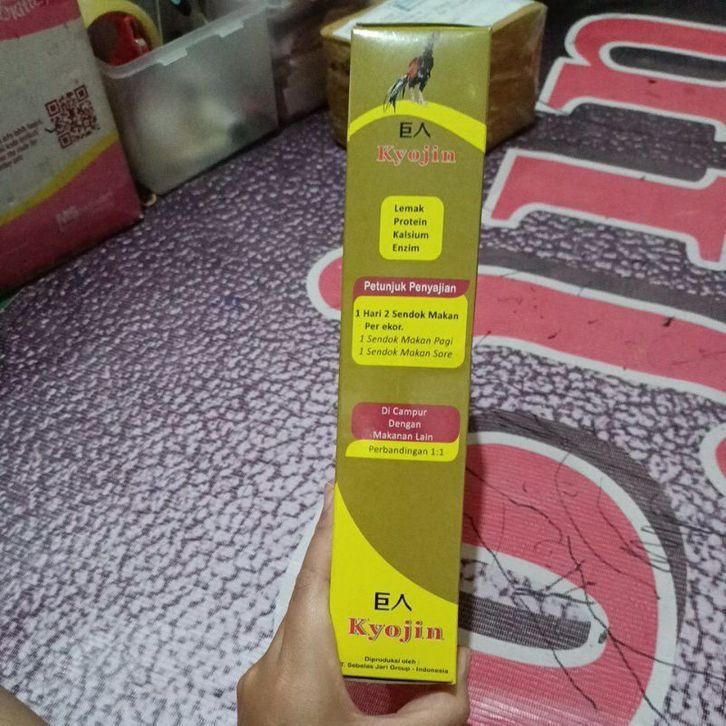 巨人
Kyojin
Lemak
Protein
Kalsium
Enzim
Petunjuk Penyajian
1 Hari 2 Sendok Makan
Per ekor.
1 Sendok Makan Pagi
1 Sendok Makan Sore
Di Campur
Dengan
Makanan Lain
Perbandingan 1:1
巨人
Kyojin
Diproduksi oleh :
T. Sebelas Jari Group - Indonesia